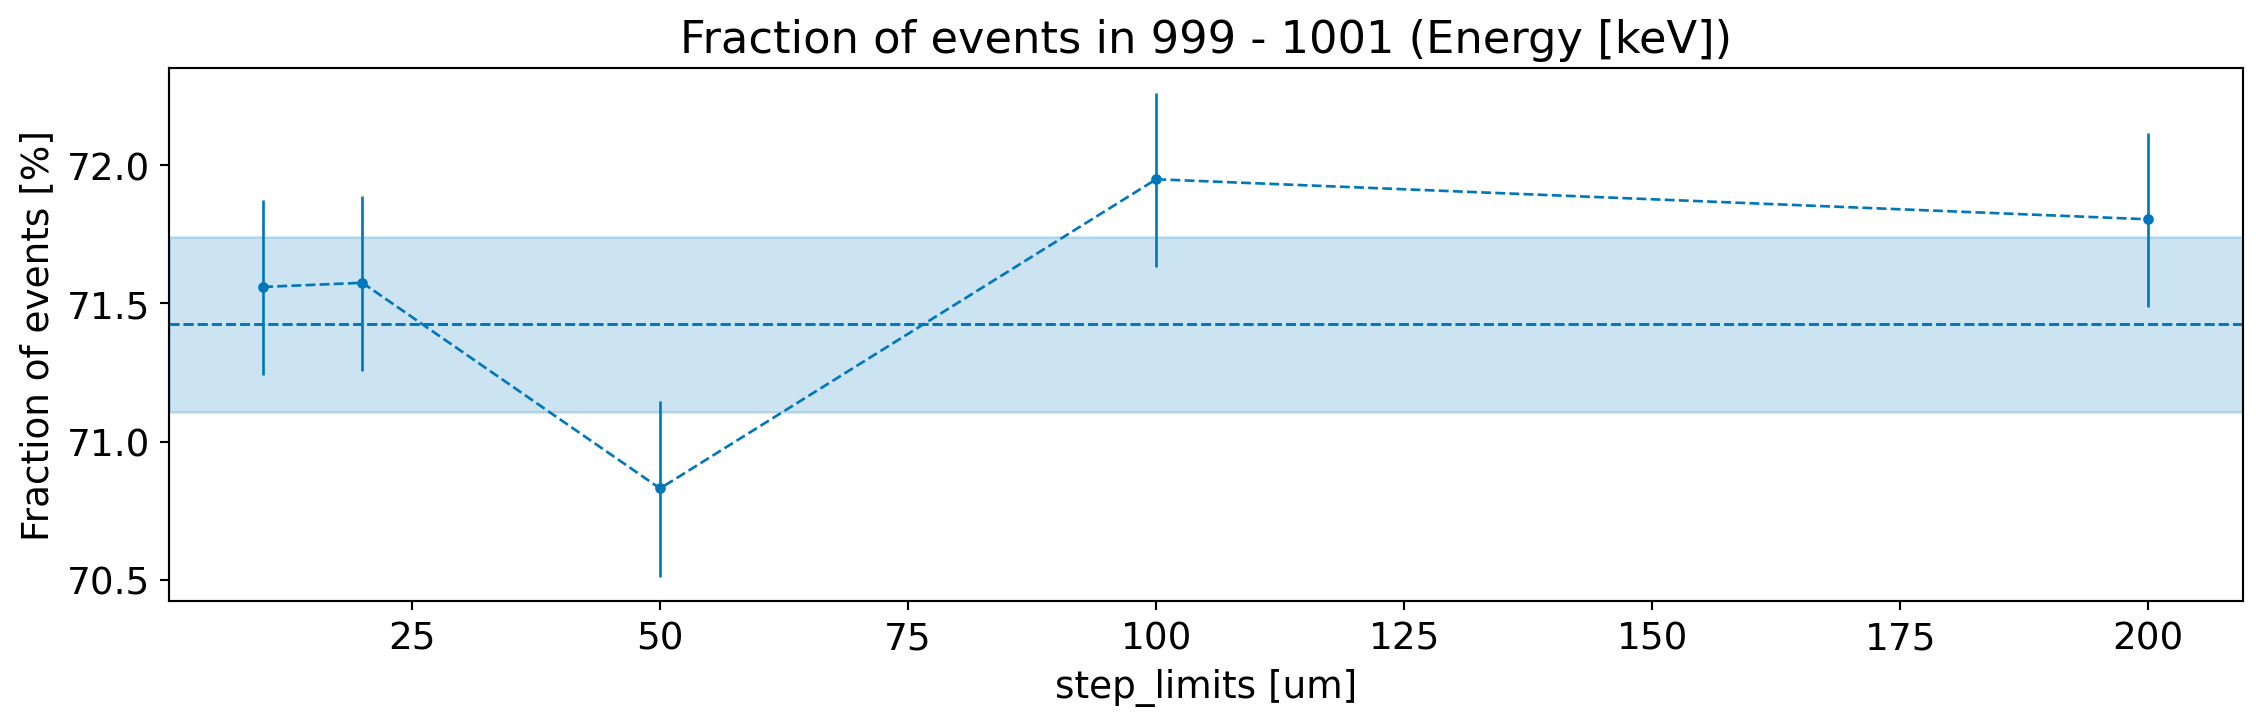 Fraction of events in 999 - 1001 (Energy [keV])
Fraction of events [%]
72.0
71.5
71.0
70.5
25 50 75 100 125 150 175 200
step_limits [um]